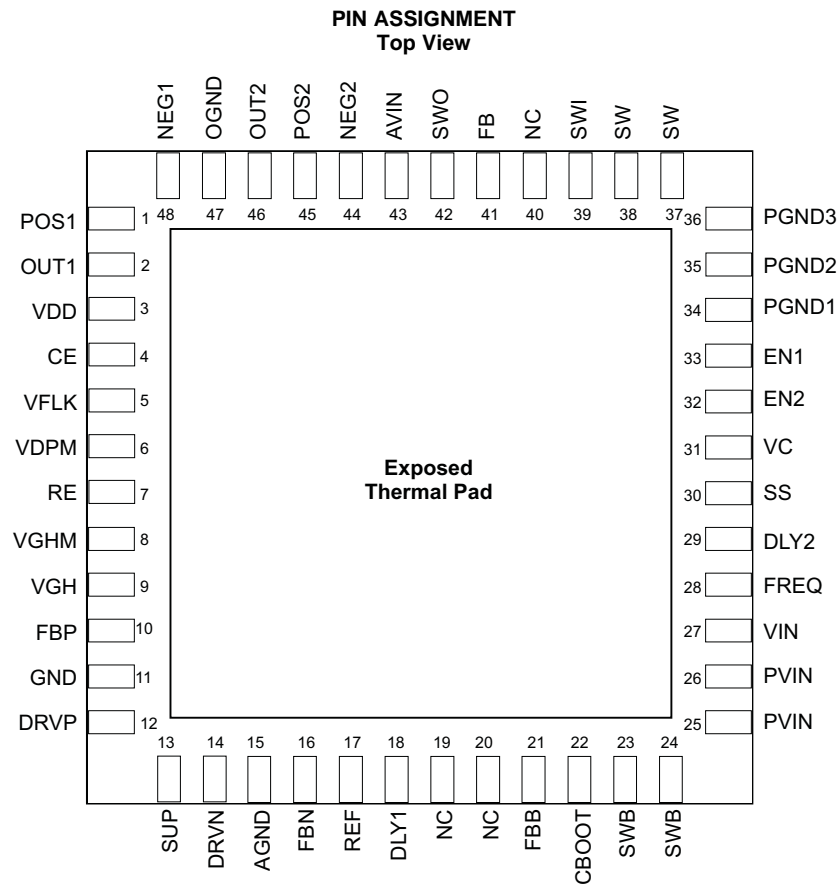 PIN ASSIGNMENT
Top View
NEG1 OGND OUT2 POS2 NEG2 AVIN SWO FB NC SWI SW SW
48 47 46 45 44 43 42 41 40 39 38 37
POS1 1 36 PGND3
OUT1 2 35 PGND2
VDD 3 34 PGND1
CE 4 33 EN1
VFLK 5 32 EN2
VDPM 6 31 VC
Exposed
Thermal Pad
RE 7 30 SS
VGHM 8 29 DLY2
VGH 9 28 FREQ
FBP 10 27 VIN
GND 11 26 PVIN
DRVP 12 25 PVIN
13 14 15 16 17 18 19 20 21 22 23 24
SUP DRVN AGND FBN REF DLY1 NC NC FBB CBOOT SWB SWB